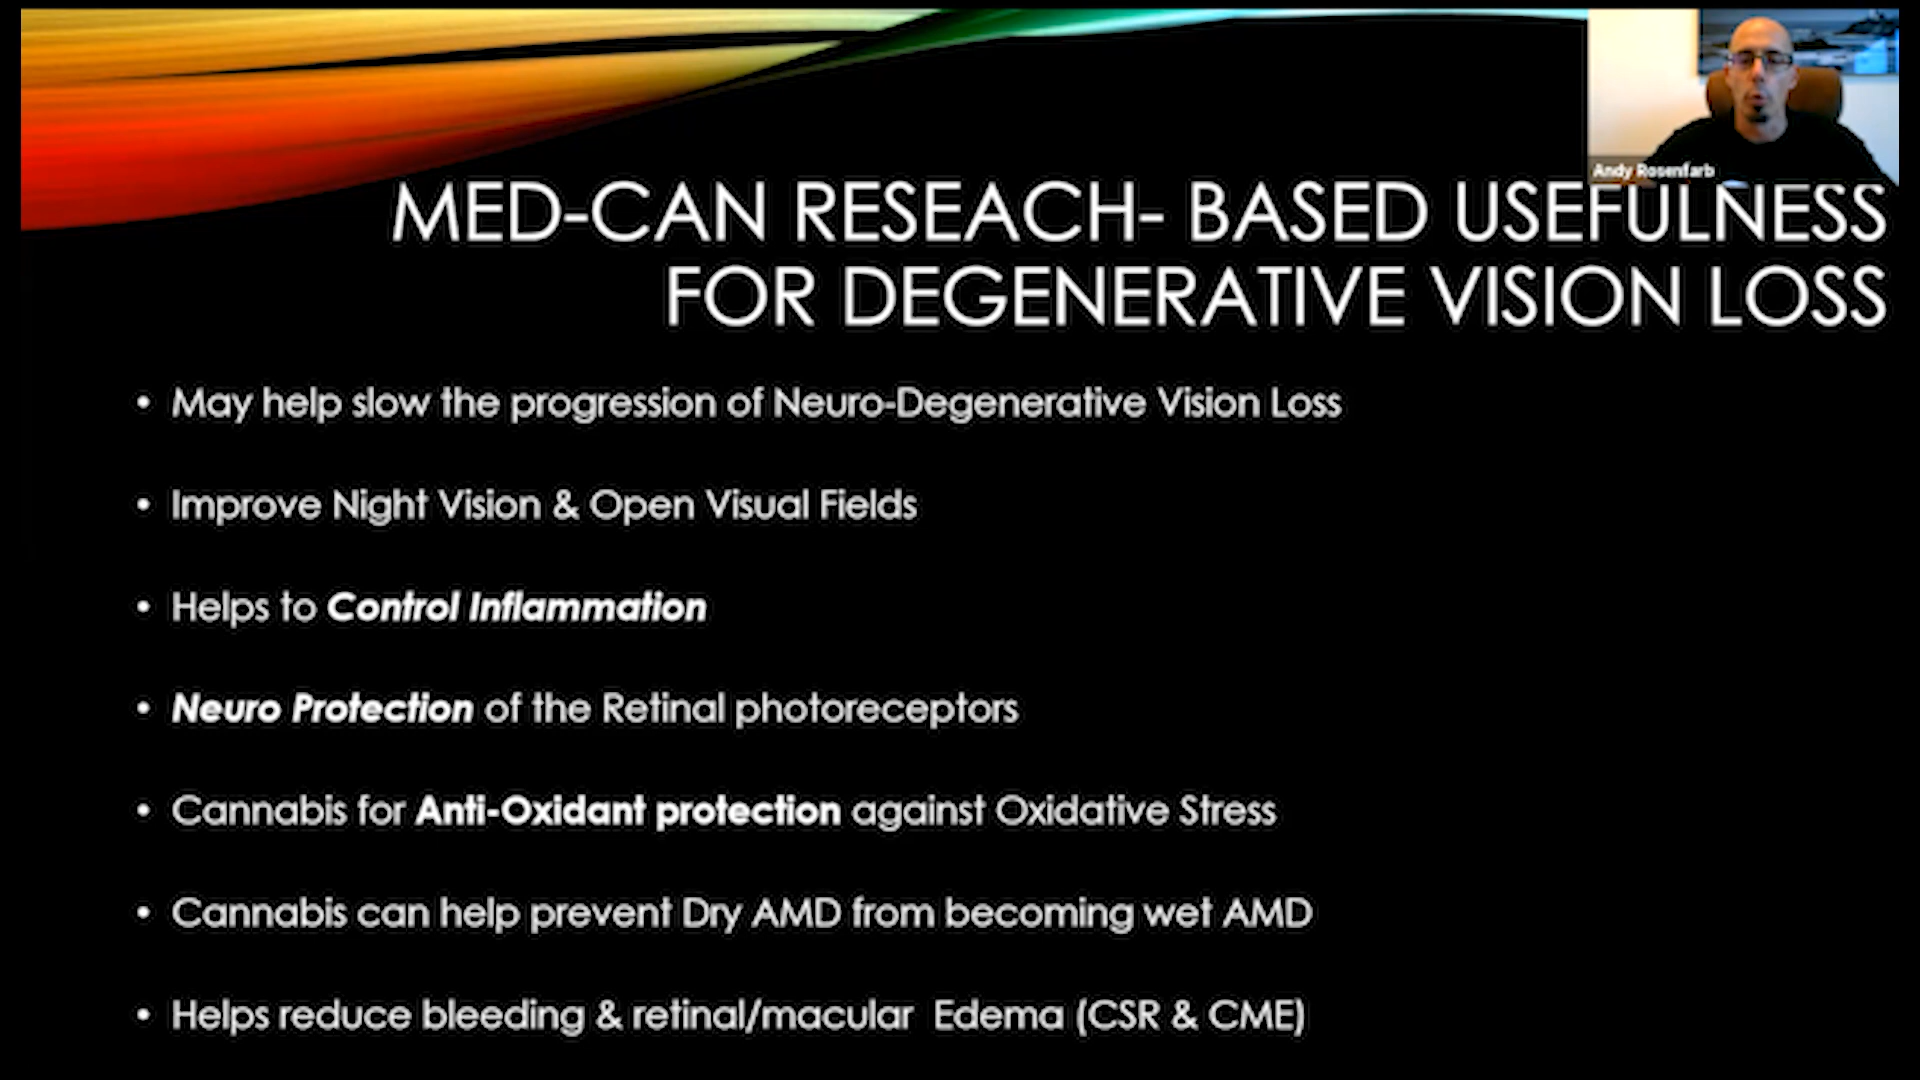 Andy Rosenfarb
MED-CAN RESEACH- BASED USEFULNESS
FOR DEGENERATIVE VISION LOSS
• May help slow the progression of Neuro-Degenerative Vision Loss
• Improve Night Vision & Open Visual Fields
• Helps to Control Inflammation
• Neuro Protection of the Retinal photoreceptors
• Cannabis for Anti-Oxidant protection against Oxidative Stress
• Cannabis can help prevent Dry AMD from becoming wet AMD
• Helps reduce bleeding & retinal/macular Edema (CSR & CME)